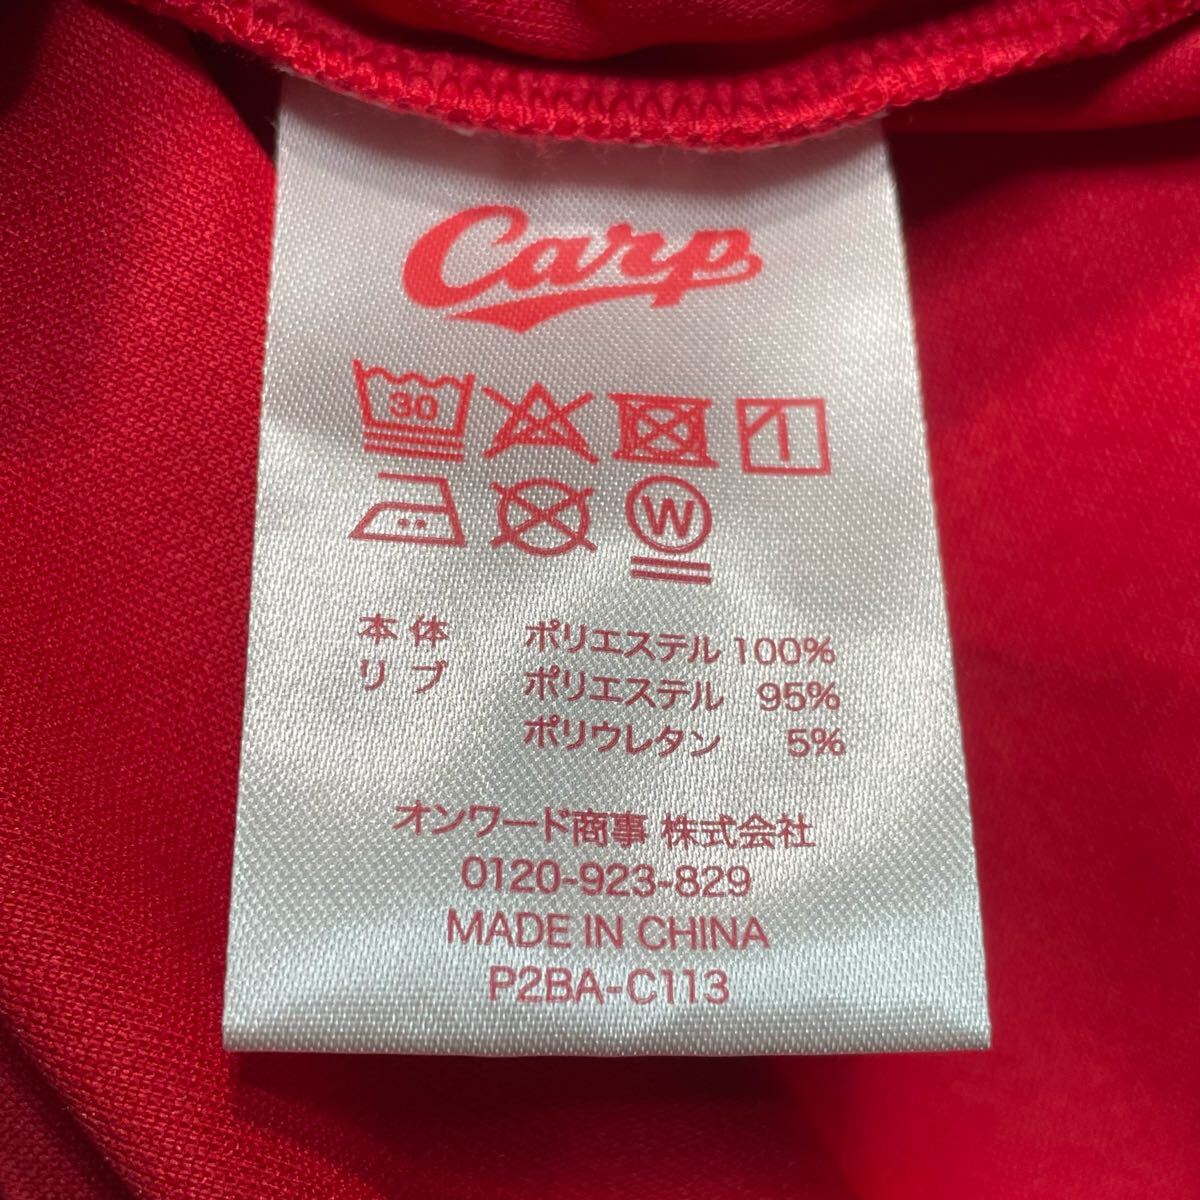 Carp
30
W
本体 ポリエステル 100%
リブ ポリエステル 95%
ポリウレタン 5%
オンワード商事 株式会社
0120-923-829
MADE IN CHINA
P2BA-C113